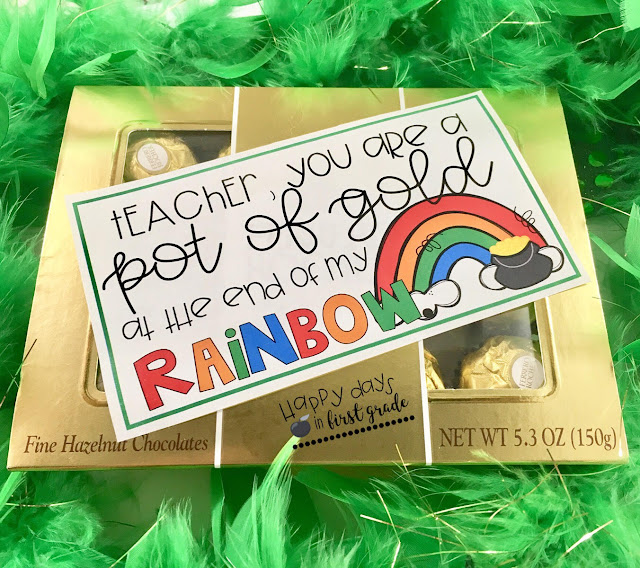 tEACHER, you are a
pot of gold
at the end of my
RAiNBOW
Happy days
in first grade
Fine Hazelnut Chocolates
NET WT 5.3 OZ (150g)